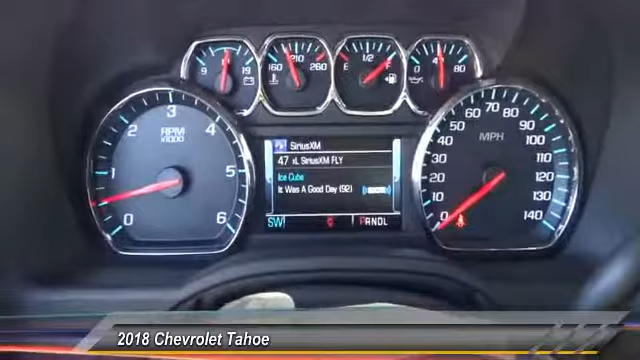 9 19
160 210 260
E 1/2 F
0 40 80
0 1 2 3 4 5 6
RPM
x1000
SiriusXM
47 XL SiriusXM FLY
Ice Cube
It Was A Good Day (92)
SW
PRNDL
0 10 20 30 40 50 60 70 80 90 100 110 120 130 140
MPH
2018 Chevrolet Tahoe